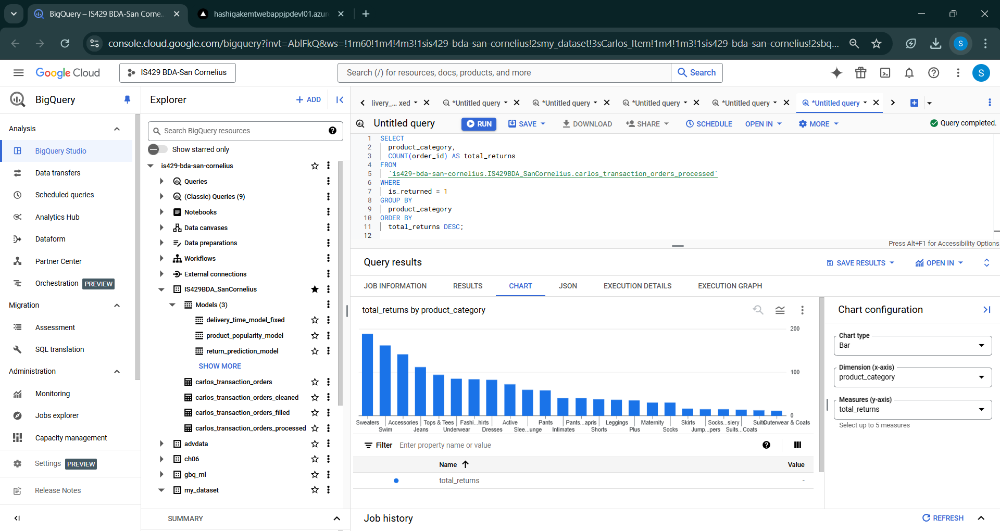 BigQuery – IS429 BDA-San Corne..
hashigakemtwebappjpdevl01.azur
console.cloud.google.com/bigquery?invt=AblFkQ&ws=!1m60!1m4!4m3!1sis429-bda-san-cornelius!2smy_dataset!3sCarlos_Item!1m4!1m3!1sis429-bda-san-cornelius!2sbq...
S
Google Cloud
IS429 BDA-San Cornelius
Search (/) for resources, docs, products, and more
Search
S
BigQuery
Analysis
BigQuery Studio
Data transfers
Scheduled queries
Analytics Hub
Dataform
Partner Center
Orchestration PREVIEW
Migration
Assessment
SQL translation
Administration
Monitoring
Jobs explorer
Capacity management
Settings PREVIEW
Release Notes
Explorer
+ ADD
Search BigQuery resources
Show starred only
is429-bda-san-cornelius
Queries
(Classic) Queries (9)
Notebooks
Data canvases
Data preparations
Workflows
External connections
IS429BDA_SanCornelius
Models (3)
delivery_time_model_fixed
product_popularity_model
return_prediction_model
SHOW MORE
carlos_transaction_orders
carlos_transaction_orders_cleaned
carlos_transaction_orders_filled
carlos_transaction_orders_processed
advdata
ch06
gbq_ml
my_dataset
SUMMARY
livery_... xed
*Untitled query
*Untitled query
*Untitled query
*Untitled query
*Untitled query
Untitled query
RUN
SAVE
DOWNLOAD
SHARE
SCHEDULE
OPEN IN
MORE
Query completed.
1 SELECT
2 product_category,
3 COUNT(order_id) AS total_returns
4 FROM
5 `is429-bda-san-cornelius.IS429BDA_SanCornelius.carlos_transaction_orders_processed`
6 WHERE
7 is_returned = 1
8 GROUP BY
9 product_category
10 ORDER BY
11 total_returns DESC;
12
Press Alt+F1 for Accessibility Options
Query results
SAVE RESULTS
OPEN IN
JOB INFORMATION
RESULTS
CHART
JSON
EXECUTION DETAILS
EXECUTION GRAPH
total_returns by product_category
200
100
0
Sweaters Accessories Tops & Tees Fashi...hirts Active Pants Pants...apris Leggings Maternity Skirts Socks...siery Suits Outerwear & Coats
Swim Jeans Underwear Dresses Slee...unge Intimates Shorts Plus Socks Jump...pers Suits...Coats
Filter Enter property name or value
Name Value
total_returns -
Chart configuration
Chart type
Bar
Dimension (x-axis)
product_category
Measures (y-axis)
total_returns
Select up to 5 measures
Job history
REFRESH